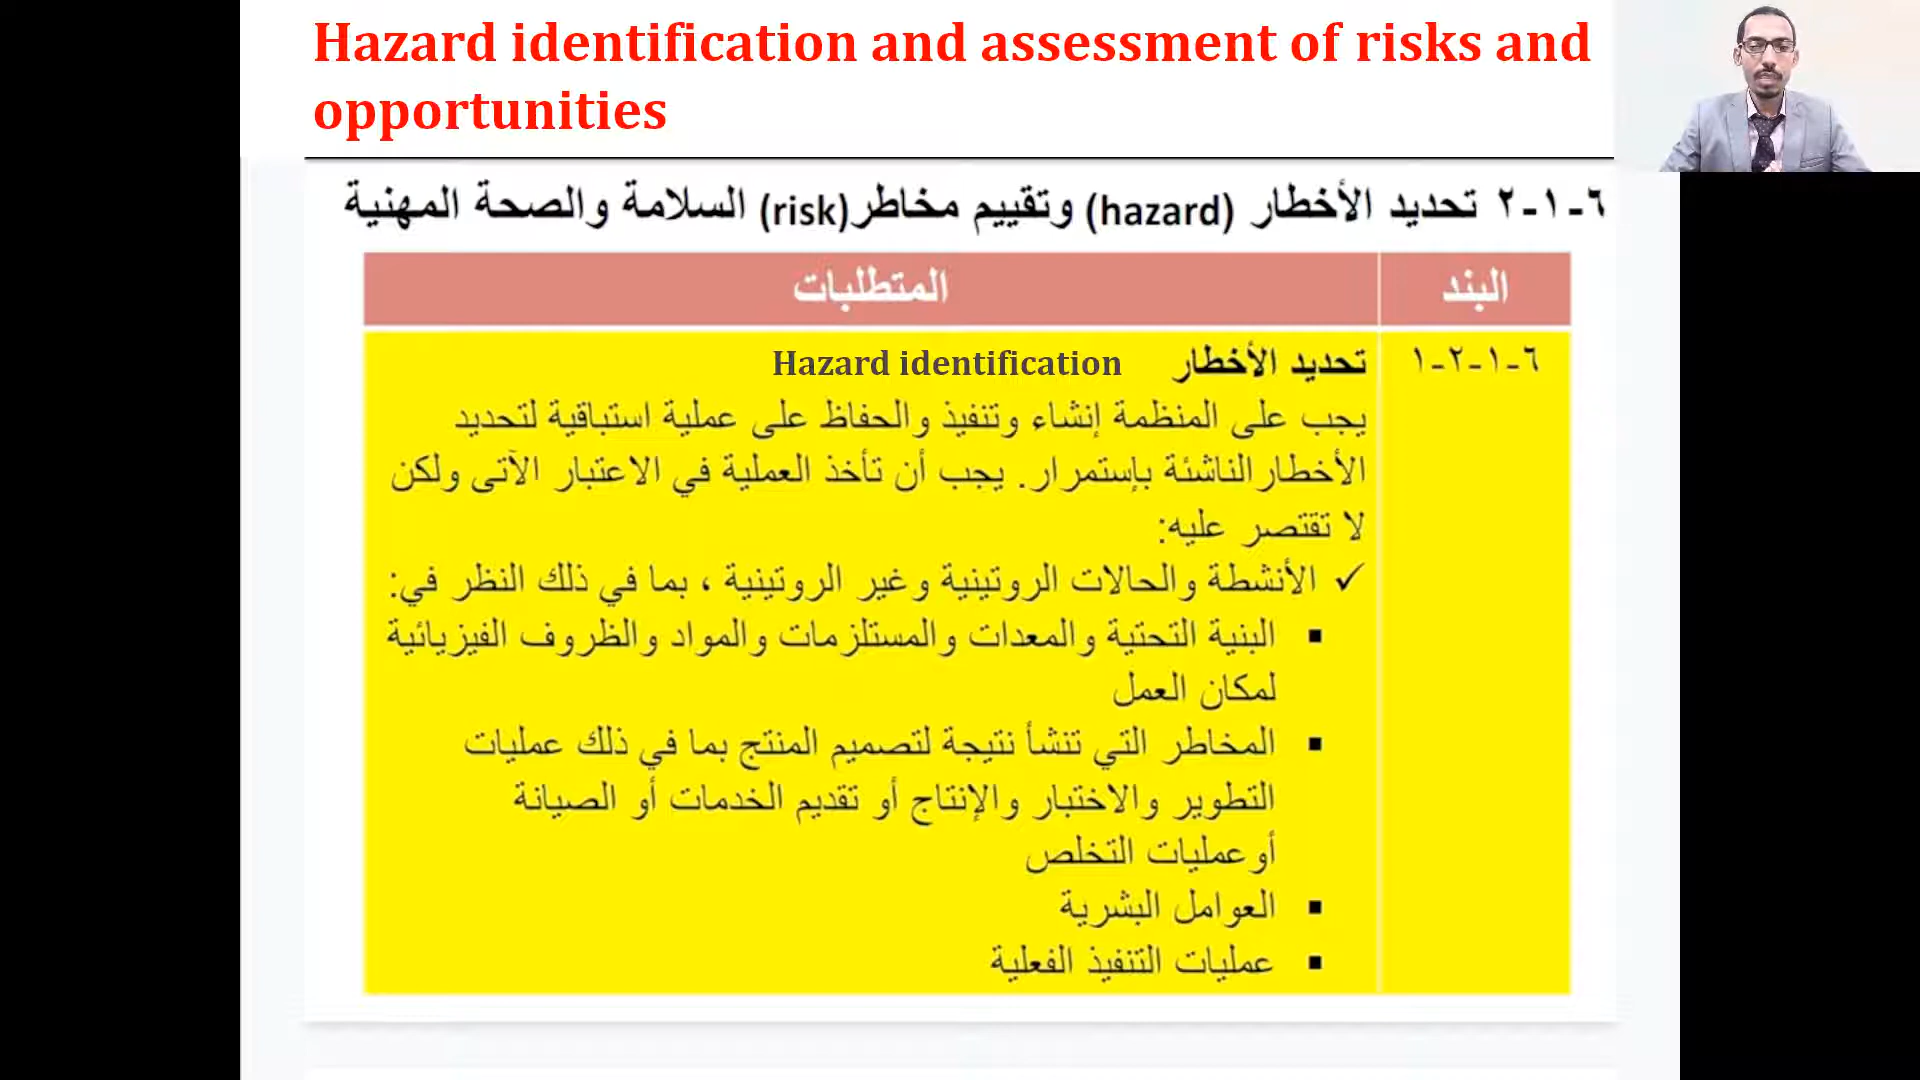 Hazard identification and assessment of risks and
opportunities
٦-١-٢ تحديد الأخطار (hazard) وتقييم مخاطر(risk) السلامة والصحة المهنية
البند
المتطلبات
٦-١-٢-١
تحديد الأخطار Hazard identification
يجب على المنظمة إنشاء وتنفيذ والحفاظ على عملية استباقية لتحديد
الأخطارالناشئة بإستمرار. يجب أن تأخذ العملية في الاعتبار الآتى ولكن
لا تقتصر عليه:
✓ الأنشطة والحالات الروتينية وغير الروتينية ، بما في ذلك النظر في:
▪ البنية التحتية والمعدات والمستلزمات والمواد والظروف الفيزيائية
لمكان العمل
▪ المخاطر التي تنشأ نتيجة لتصميم المنتج بما في ذلك عمليات
التطوير والاختبار والإنتاج أو تقديم الخدمات أو الصيانة
أوعمليات التخلص
▪ العوامل البشرية
▪ عمليات التنفيذ الفعلية